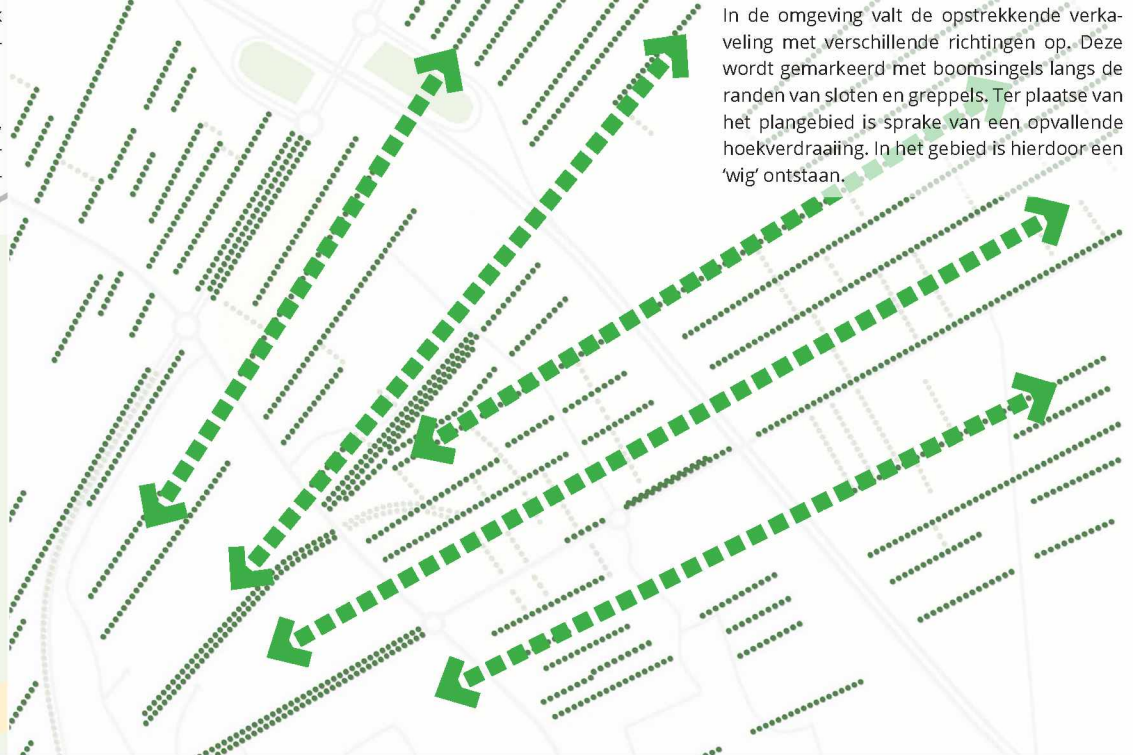 In de omgeving valt de opstrekkende verka-
veling met verschillende richtingen op. Deze
wordt gemarkeerd met boomsingels langs de
randen van sloten en greppels. Ter plaatse van
het plangebied is sprake van een opvallende
hoekverdraaiing. In het gebied is hierdoor een
‘wig’ ontstaan.